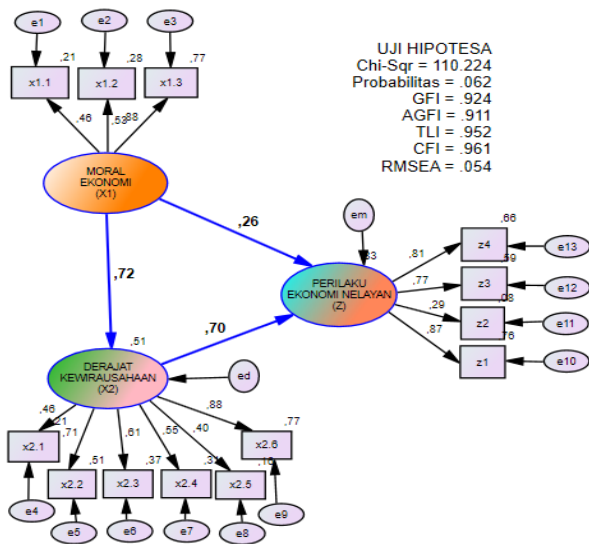 e1
e2
e3
,21
,28
,77
x1.1
x1.2
x1.3
,46
,53
,88
UJI HIPOTESA
Chi-Sqr = 110.224
Probabilitas = .062
GFI = .924
AGFI = .911
TLI = .952
CFI = .961
RMSEA = .054
MORAL
EKONOMI
(X1)
,26
em
,66
z4
e13
,81
,59
z3
e12
,77
,08
z2
e11
,29
,76
z1
e10
,87
PERILAKU
EKONOMI NELAYAN
(Z)
,72
,70
,51
DERAJAT
KEWIRAUSAHAAN
(X2)
ed
,46
,21
,71
,61
,55
,40
,88
,77
x2.1
x2.2
,51
x2.3
,37
x2.4
x2.5
,16
x2.6
e4
e5
e6
e7
e8
e9